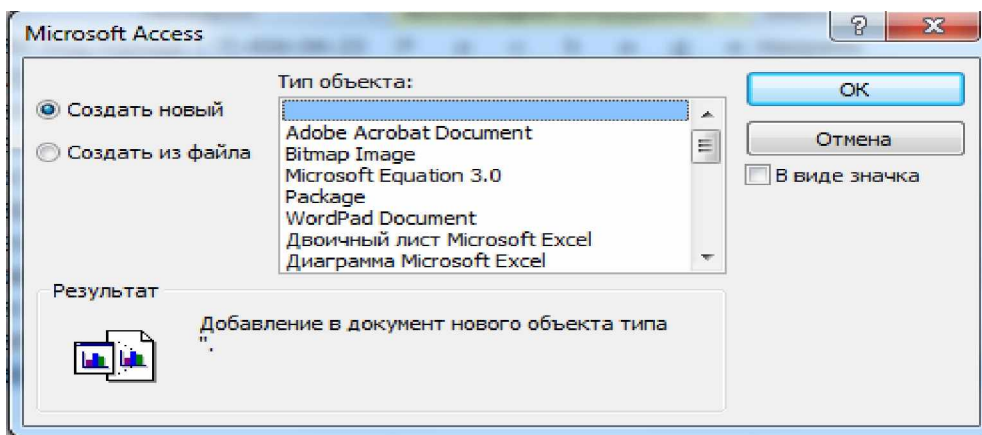 Microsoft Access
Тип объекта:
Создать новый
Создать из файла
Adobe Acrobat Document
Bitmap Image
Microsoft Equation 3.0
Package
WordPad Document
Двоичный лист Microsoft Excel
Диаграмма Microsoft Excel
OK
Отмена
В виде значка
Результат
Добавление в документ нового объекта типа
".